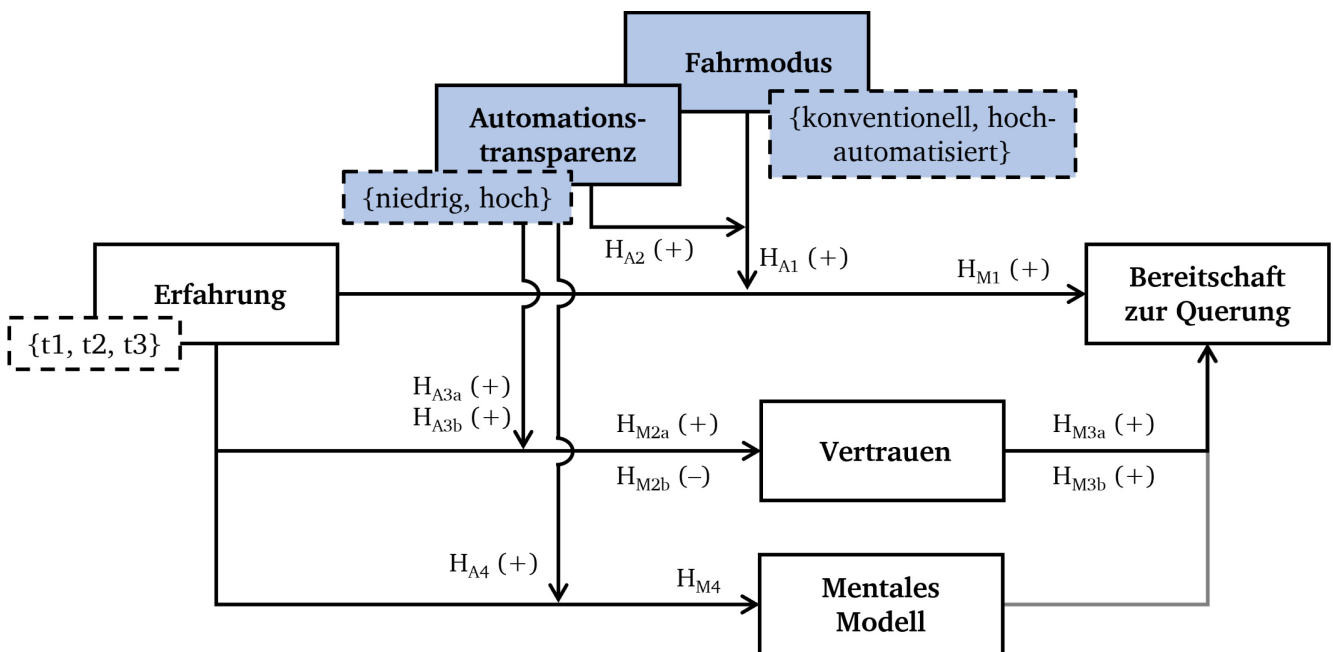 Fahrmodus
{konventionell, hoch-
automatisiert}
Automations-
transparenz
{niedrig, hoch}
H_A2 (+)
H_A1 (+)
H_M1 (+)
Erfahrung
{t1, t2, t3}
Bereitschaft
zur Querung
H_A3a (+)
H_A3b (+)
H_M2a (+)
H_M2b (–)
Vertrauen
H_M3a (+)
H_M3b (+)
H_A4 (+)
H_M4
Mentales
Modell